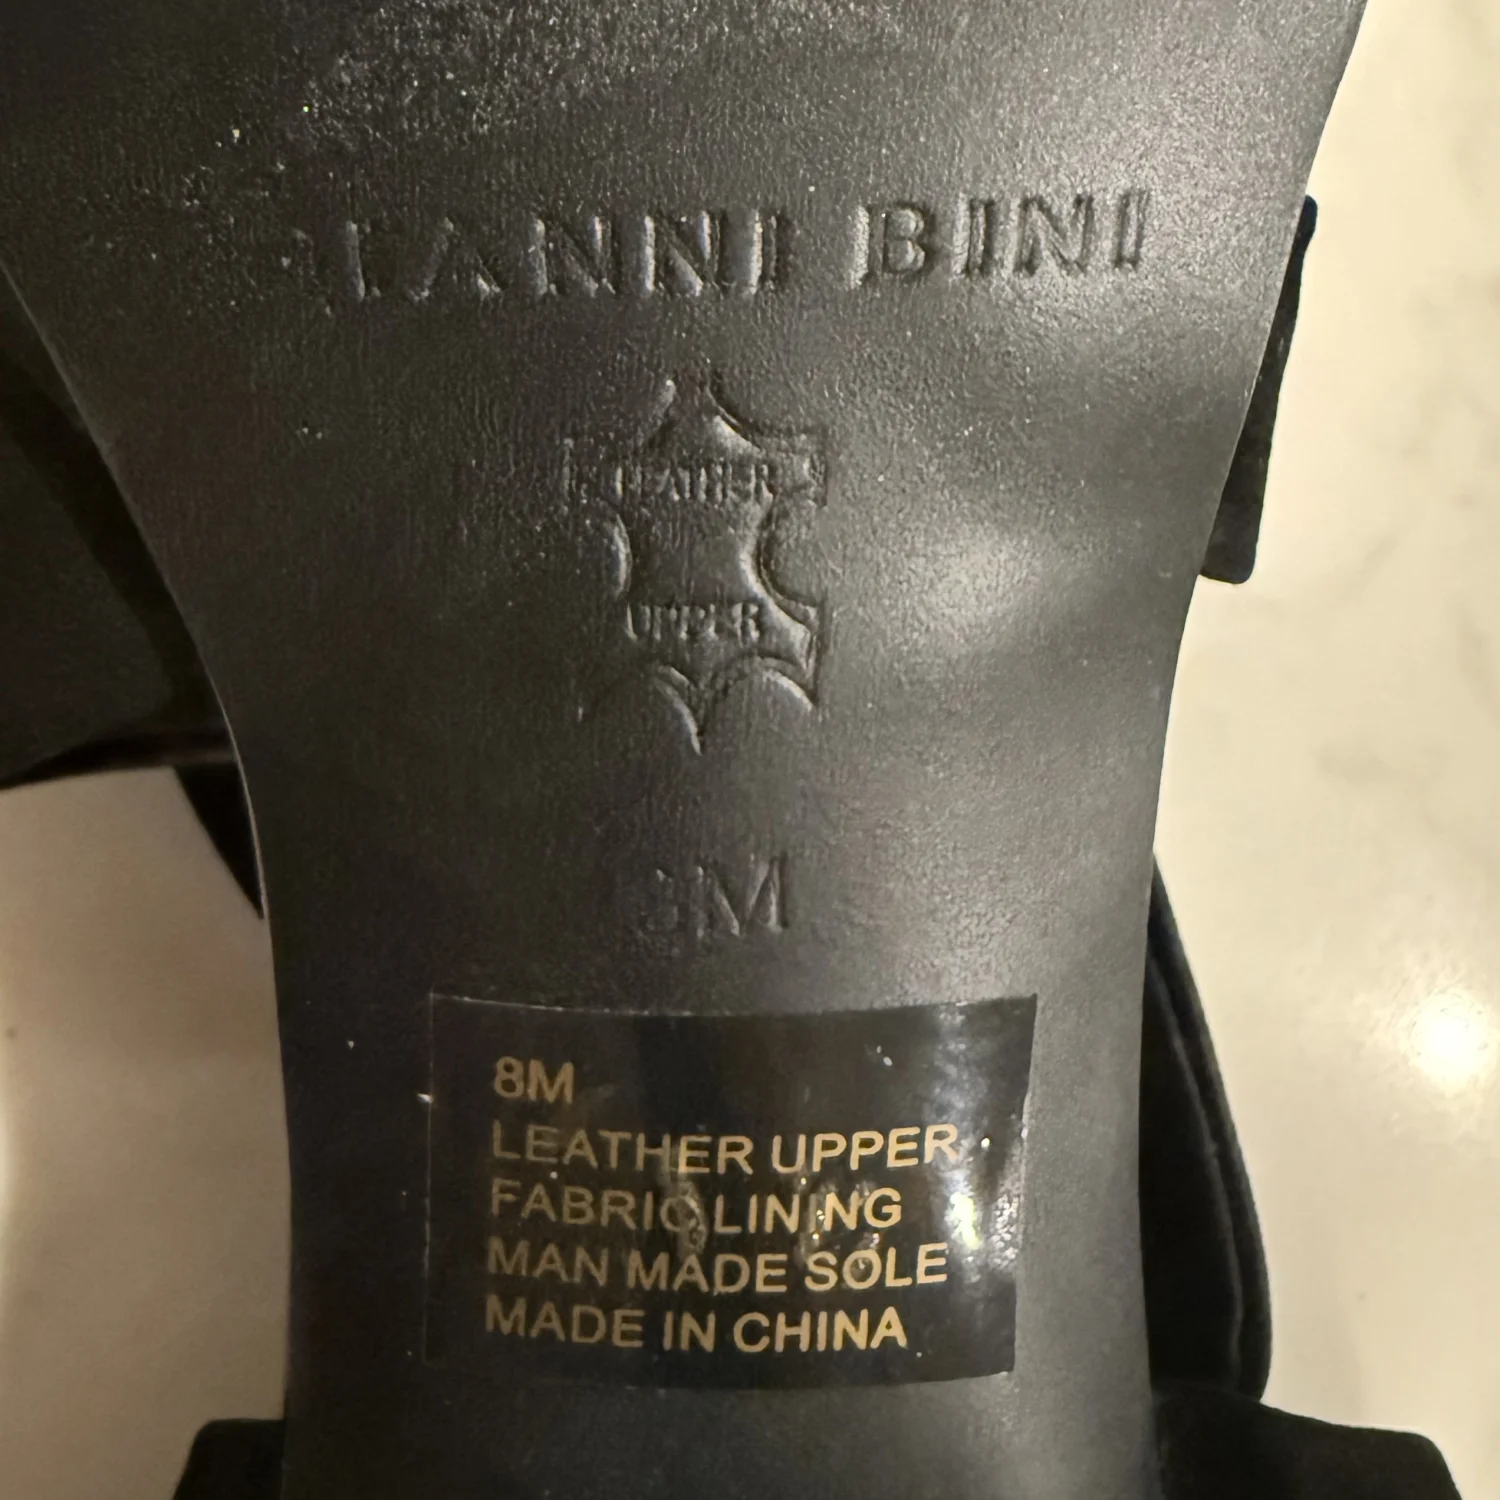 IANNI BINI
LEATHER
UPPER
8M
8M
LEATHER UPPER
FABRIC LINING
MAN MADE SOLE
MADE IN CHINA